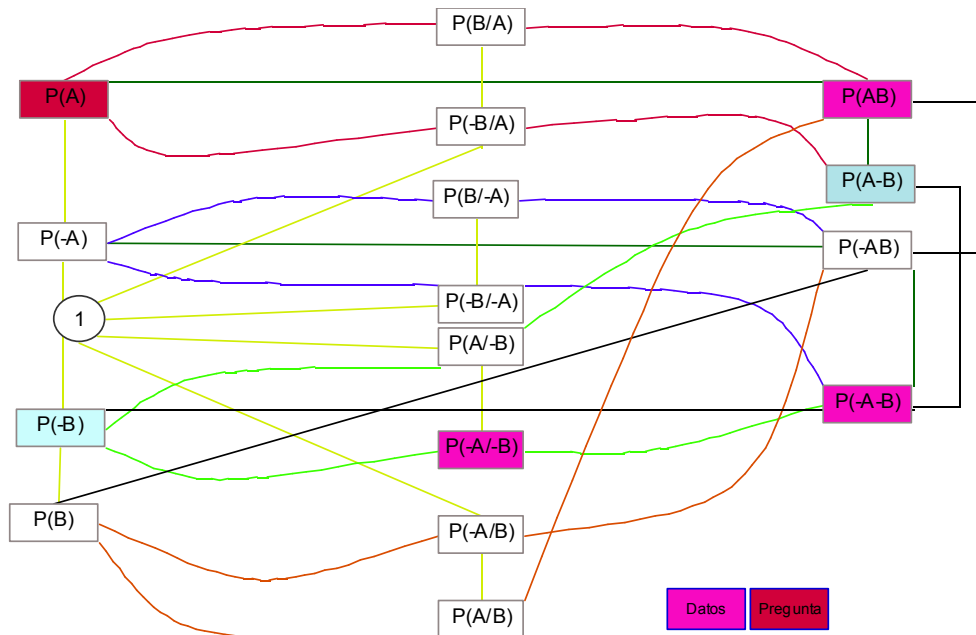 P(B/A)
P(A)
P(AB)
P(-B/A)
P(A-B)
P(B/-A)
P(-A)
P(-AB)
P(-B/-A)
1
P(A/-B)
P(-A-B)
P(-B)
P(-A/-B)
P(B)
P(-A/B)
P(A/B)
Datos
Pregunta